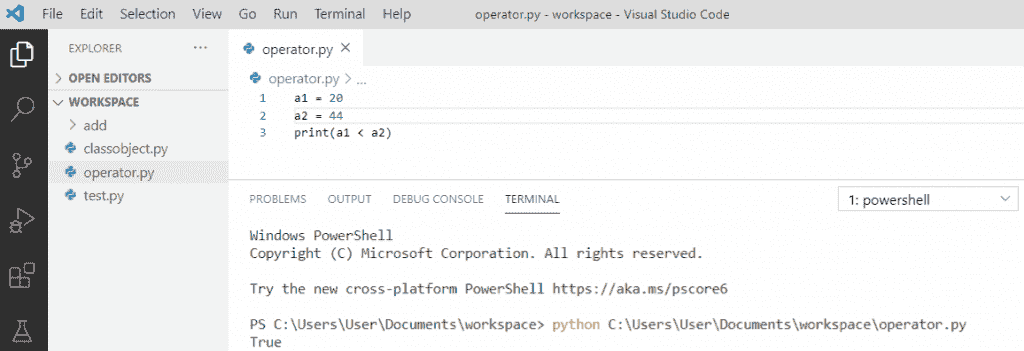 File Edit Selection View Go Run Terminal Help operator.py - workspace - Visual Studio Code
EXPLORER ...
OPEN EDITORS
WORKSPACE
add
classobject.py
operator.py
test.py
operator.py
operator.py > ...
1 a1 = 20
2 a2 = 44
3 print(a1 < a2)
PROBLEMS OUTPUT DEBUG CONSOLE TERMINAL 1: powershell
Windows PowerShell
Copyright (C) Microsoft Corporation. All rights reserved.
Try the new cross-platform PowerShell https://aka.ms/pscore6
PS C:\Users\User\Documents\workspace> python C:\Users\User\Documents\workspace\operator.py
True